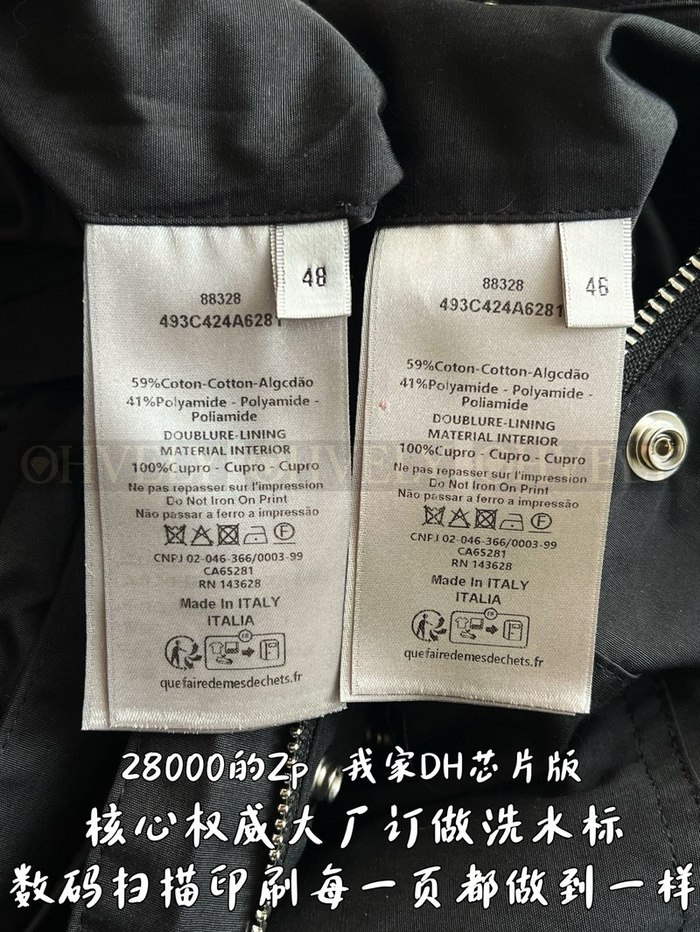 48
88328
493C424A6281
59%Coton-Cotton-Algcdão
41%Polyamide - Polyamide -
Poliamide
DOUBLURE-LINING
MATERIAL INTERIOR
100%Cupro - Cupro - Cupro
Ne pas repasser sur l'impression
Do Not Iron On Print
Não passar a ferro a impressão
CNPJ 02-046-366/0003-99
CA65281
RN 143628
Made In ITALY
ITALIA
FR
quefairedemesdechets.fr
46
88328
493C424A6281
59%Coton-Cotton-Algcdão
41%Polyamide - Polyamide -
Poliamide
DOUBLURE-LINING
MATERIAL INTERIOR
100%Cupro - Cupro - Cupro
Ne pas repasser sur l'impression
Do Not Iron On Print
Não passar a ferro a impressão
CNPJ 02-046-366/0003-99
CA65281
RN 143628
Made In ITALY
ITALIA
FR
quefairedemesdechets.fr
28000的Zp 我家DH芯片版
核心权威大厂订做洗水标
数码扫描印刷每一页都做到一样